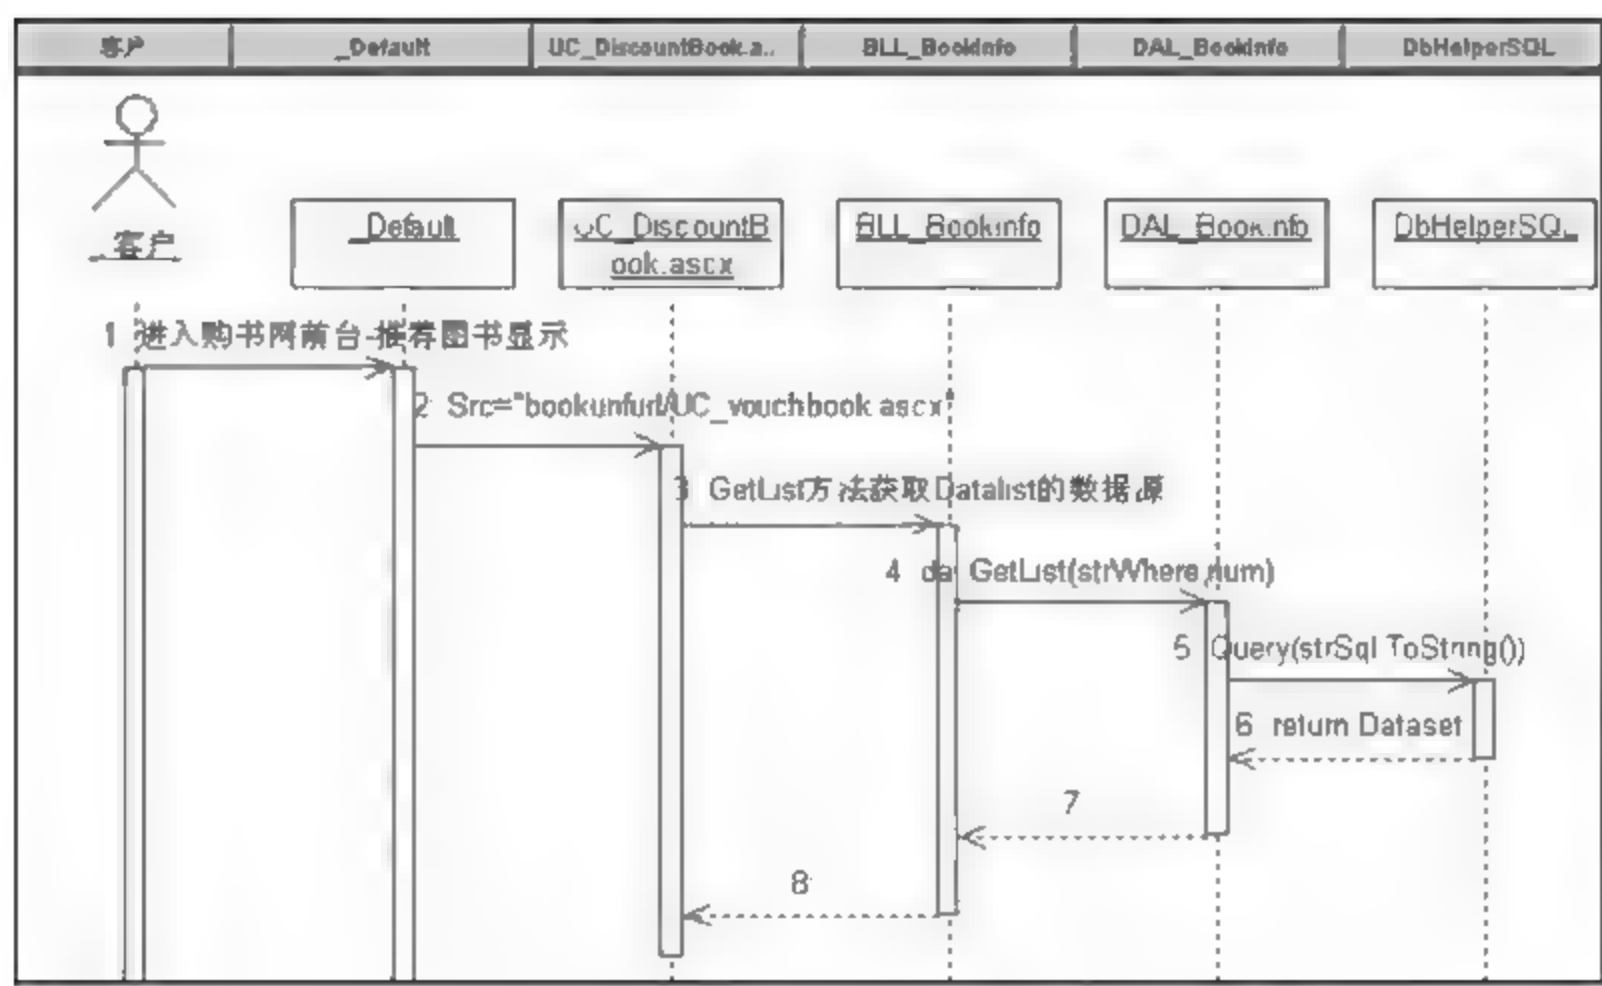 客户 _Default UC_DiscountBook.a.. BLL_BookInfo DAL_BookInfo DbHelperSQL
_Default UC_DiscountB BLL_BookInfo DAL_BookInfo DbHelperSQL
ook.ascx
客户
1 进入购书网前台-推荐图书显示
2 Src="bookunfurl/UC_vouchbook.ascx"
3 GetList方法获取Datalist的数据源
4 dal GetList(strWhere,num)
5 Query(strSql.ToString())
6 return Dataset
7
8